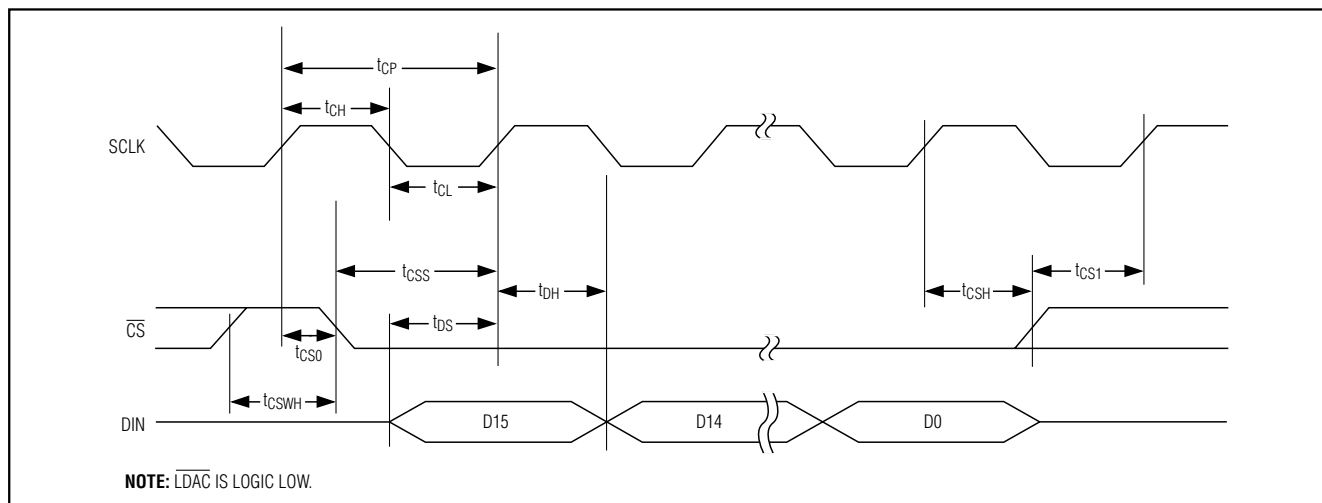 tCP
tCH
SCLK
tCL
tCSS
tCS1
tDH
tCSH
CS
tDS
tCS0
tCSWH
DIN
D15
D14
D0
NOTE: LDAC IS LOGIC LOW.